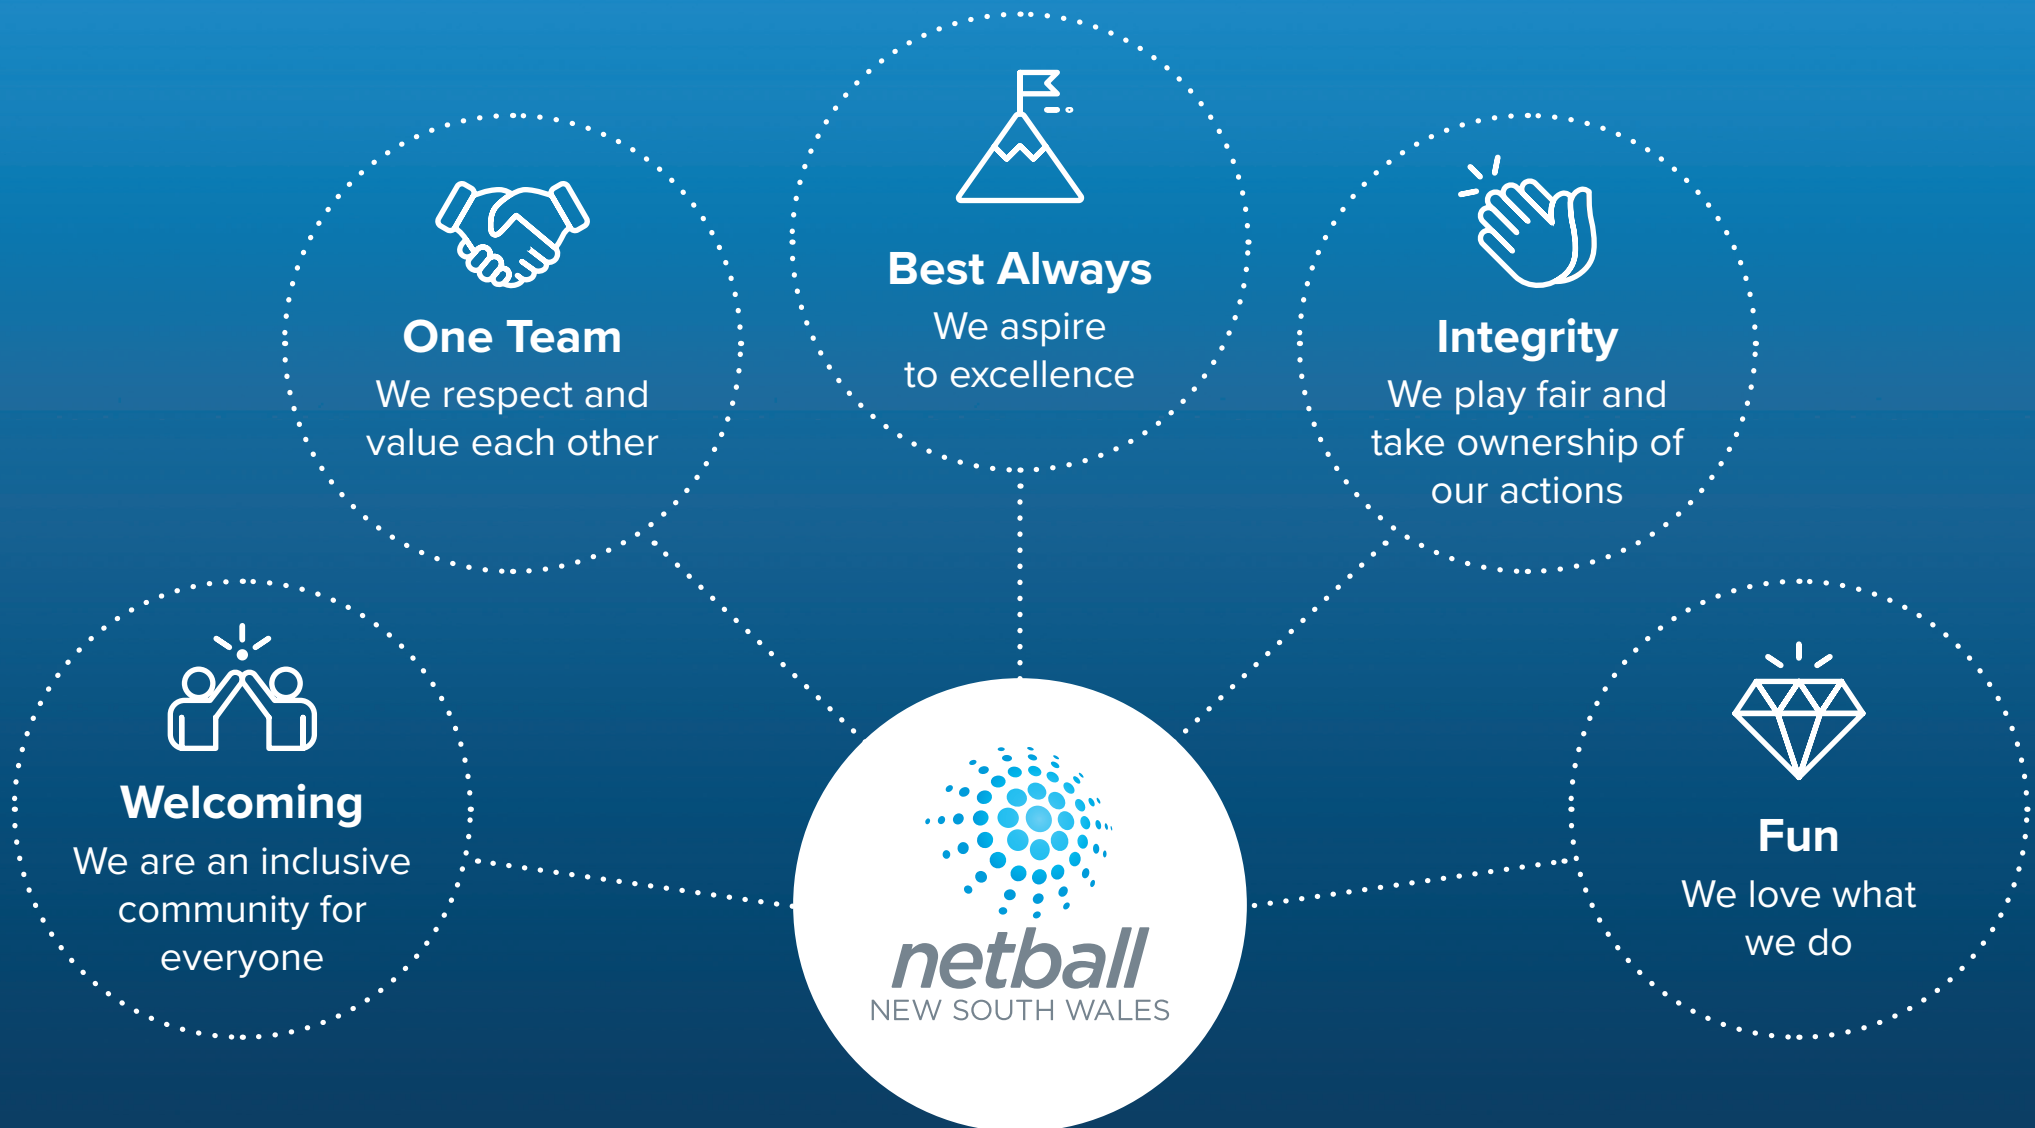 Best Always
We aspire
to excellence
One Team
We respect and
value each other
Integrity
We play fair and
take ownership of
our actions
Welcoming
We are an inclusive
community for
everyone
Fun
We love what
we do
netball
NEW SOUTH WALES